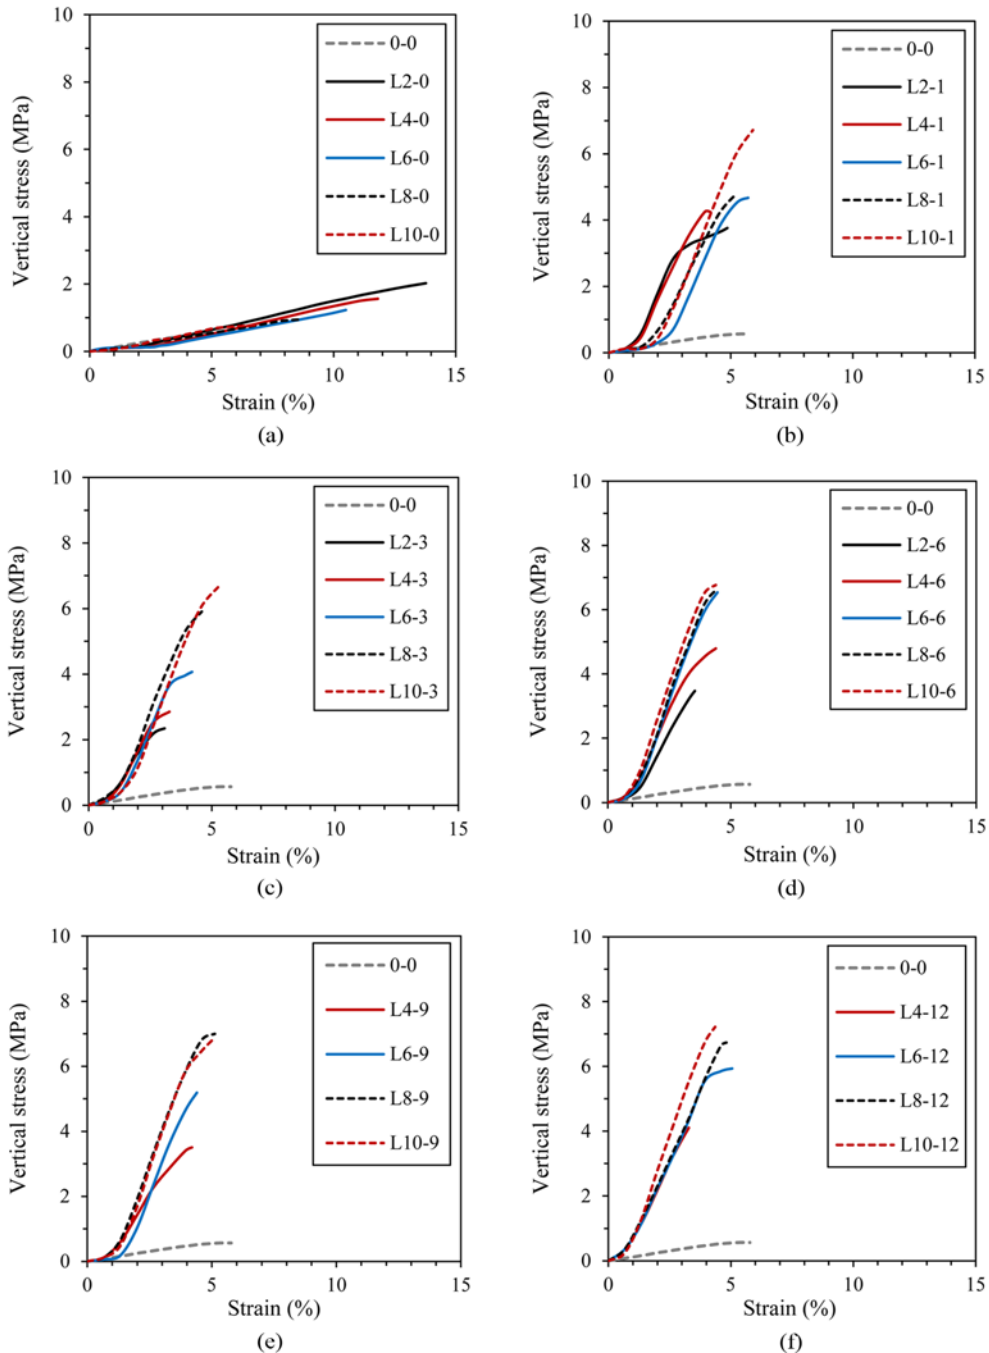 10
8
6
4
2
0
Vertical stress (MPa)
0-0
L2-0
L4-0
L6-0
L8-0
L10-0
0 5 10 15
Strain (%)
(a)
10
8
6
4
2
0
Vertical stress (MPa)
0-0
L2-1
L4-1
L6-1
L8-1
L10-1
0 5 10 15
Strain (%)
(b)
10
8
6
4
2
0
Vertical stress (MPa)
0-0
L2-3
L4-3
L6-3
L8-3
L10-3
0 5 10 15
Strain (%)
(c)
10
8
6
4
2
0
Vertical stress (MPa)
0-0
L2-6
L4-6
L6-6
L8-6
L10-6
0 5 10 15
Strain (%)
(d)
10
8
6
4
2
0
Vertical stress (MPa)
0-0
L4-9
L6-9
L8-9
L10-9
0 5 10 15
Strain (%)
(e)
10
8
6
4
2
0
Vertical stress (MPa)
0-0
L4-12
L6-12
L8-12
L10-12
0 5 10 15
Strain (%)
(f)